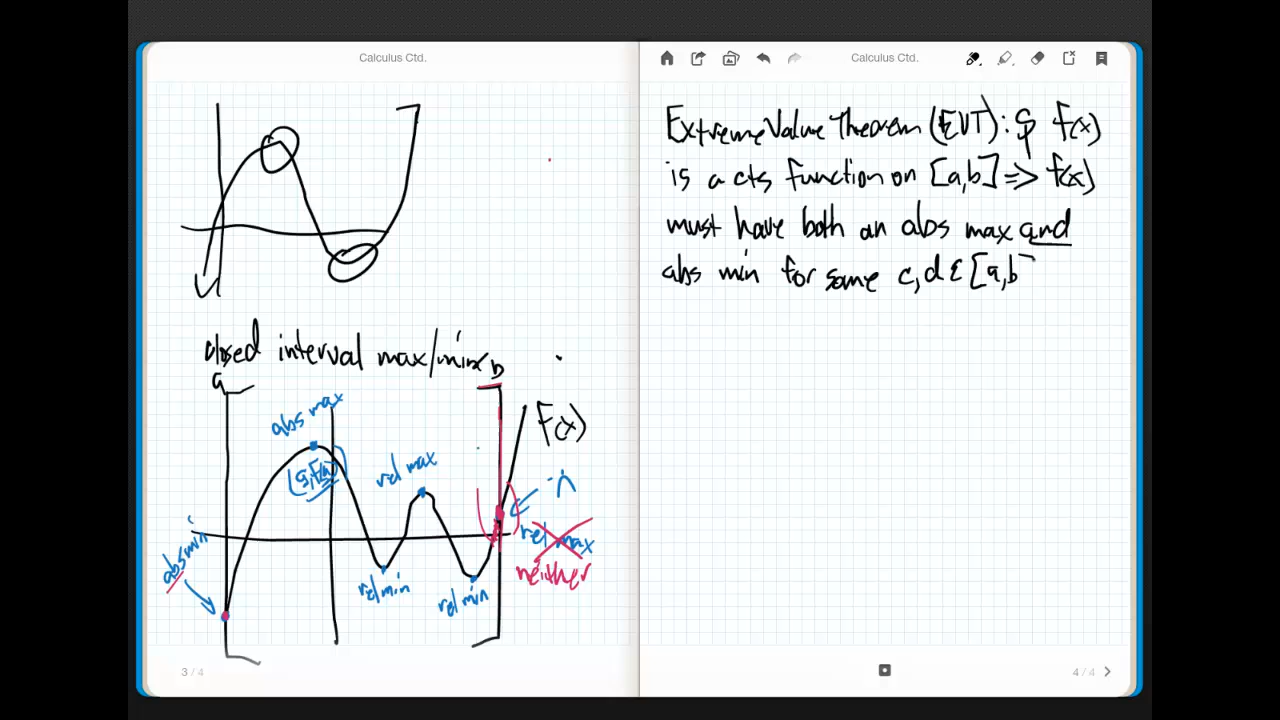 Calculus Ctd.
closed interval max/min
a
b
abs max
f(x)
rel max
abs min
rel min
rel min
rel max
neither
3 / 4
Calculus Ctd.
Extreme Value Theorem (EVT): If f(x)
is a cts function on [a,b] => f(x)
must have both an abs max and
abs min for some c, d ε [a,b
4 / 4